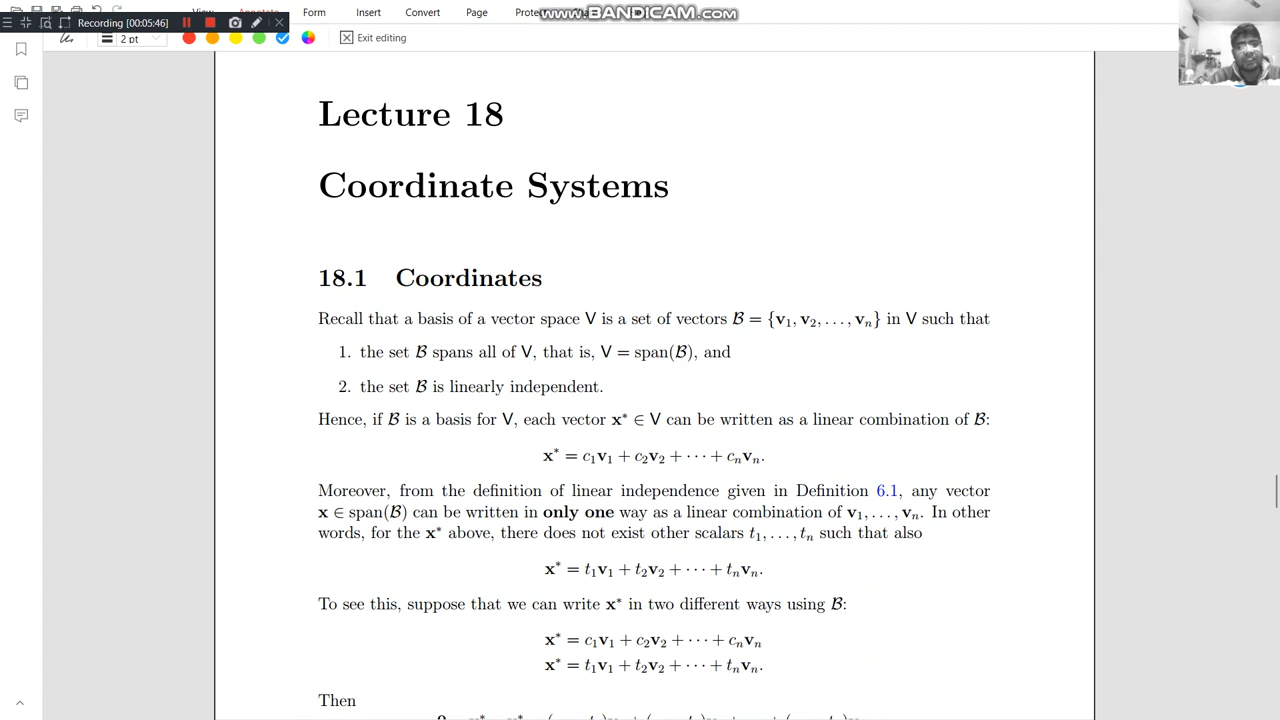 www.BANDICAM.com
Form Insert Convert Page
Recording [00:05:46]
2 pt
Exit editing
Lecture 18
Coordinate Systems
18.1 Coordinates
Recall that a basis of a vector space V is a set of vectors ℬ = {v₁, v₂, . . . , vₙ} in V such that
1. the set ℬ spans all of V, that is, V = span(ℬ), and
2. the set ℬ is linearly independent.
Hence, if ℬ is a basis for V, each vector x* ∈ V can be written as a linear combination of ℬ:
x* = c₁v₁ + c₂v₂ + · · · + cₙvₙ.
Moreover, from the definition of linear independence given in Definition 6.1, any vector
x ∈ span(ℬ) can be written in only one way as a linear combination of v₁, . . . , vₙ. In other
words, for the x* above, there does not exist other scalars t₁, . . . , tₙ such that also
x* = t₁v₁ + t₂v₂ + · · · + tₙvₙ.
To see this, suppose that we can write x* in two different ways using ℬ:
x* = c₁v₁ + c₂v₂ + · · · + cₙvₙ
x* = t₁v₁ + t₂v₂ + · · · + tₙvₙ.
Then